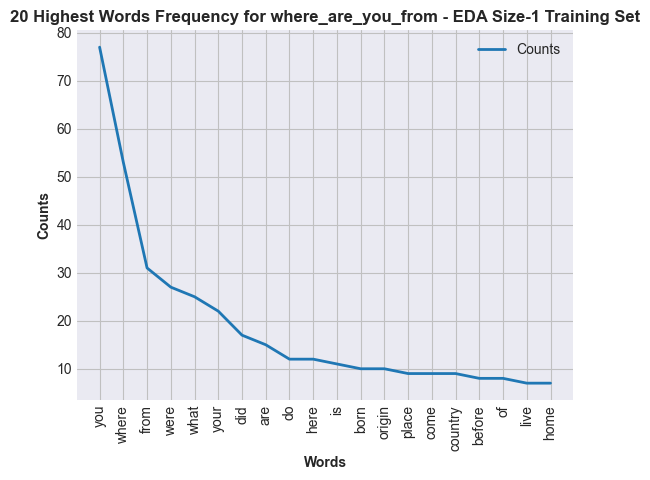 20 Highest Words Frequency for where_are_you_from - EDA Size-1 Training Set
Counts
80
70
60
50
40
30
20
10
Counts
you
where
from
were
what
your
did
are
do
here
is
born
origin
place
come
country
before
of
live
home
Words